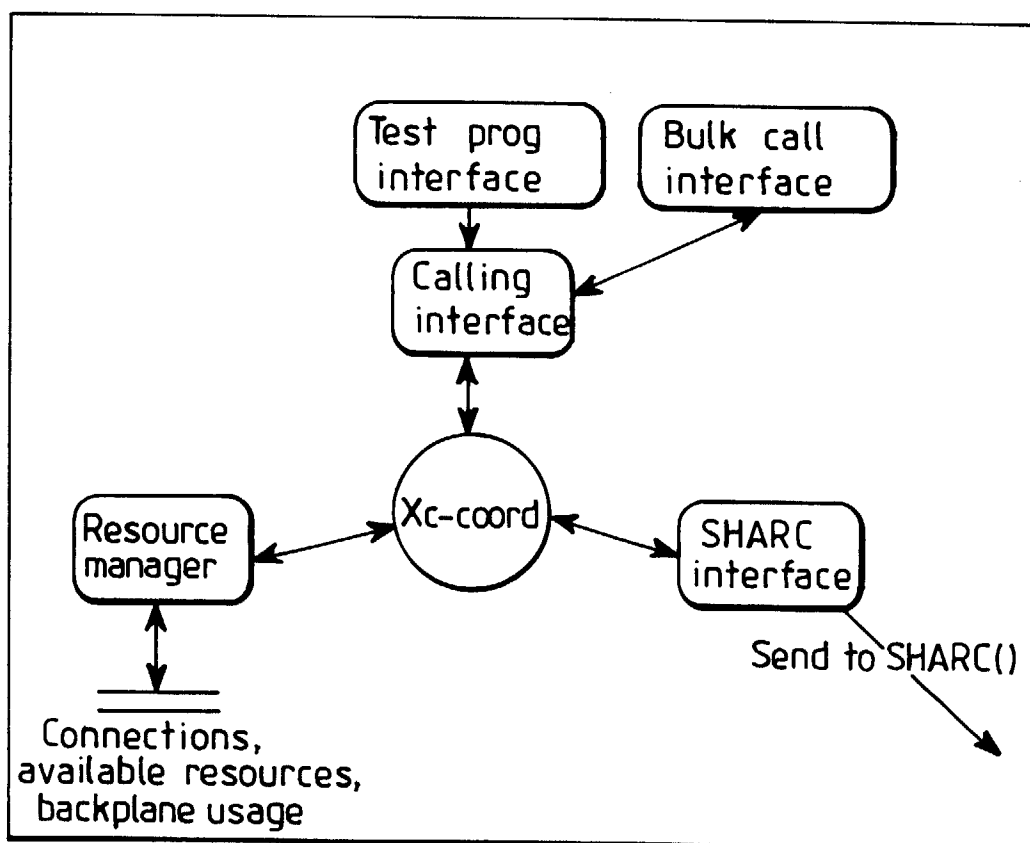 Test prog
interface
Bulk call
interface
Calling
interface
Xc-coord
Resource
manager
SHARC
interface
Send to SHARC()
Connections,
available resources,
backplane usage